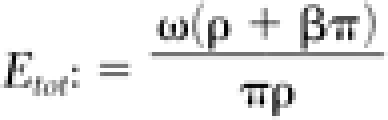 E_tot: = ω(ρ + βπ) / πρ